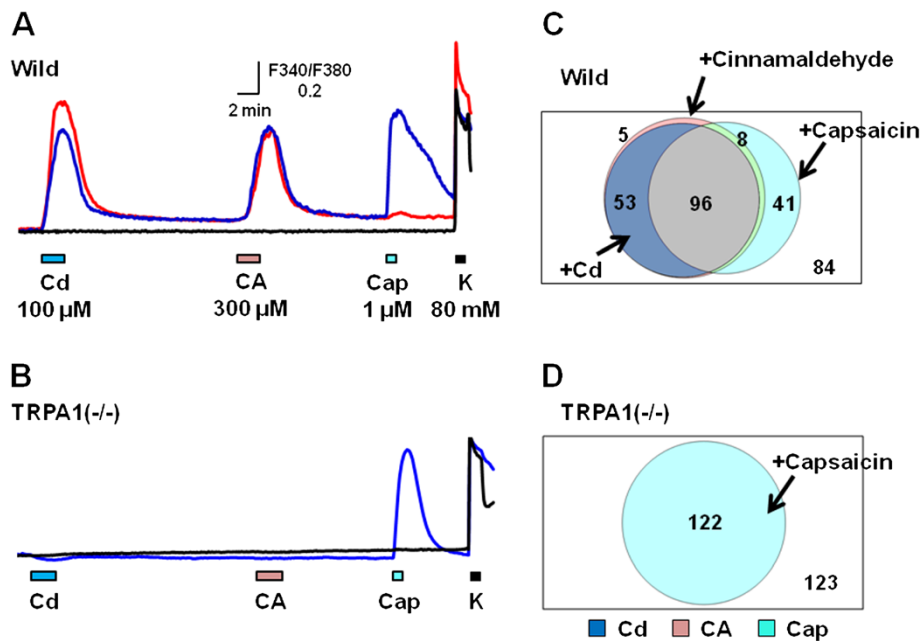 A
Wild
F340/F380
0.2
2 min
Cd
100 µM
CA
300 µM
Cap
1 µM
K
80 mM
B
TRPA1(-/-)
Cd
CA
Cap
K
C
Wild
+Cinnamaldehyde
+Capsaicin
5
8
53
96
41
+Cd
84
D
TRPA1(-/-)
+Capsaicin
122
123
Cd
CA
Cap